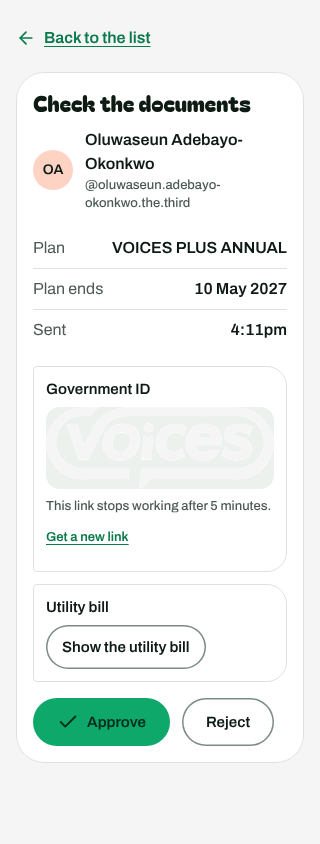 Back to the list
Check the documents
OA
Oluwaseun Adebayo-
Okonkwo
@oluwaseun.adebayo-
okonkwo.the.third
Plan VOICES PLUS ANNUAL
Plan ends 10 May 2027
Sent 4:11pm
Government ID
voices
This link stops working after 5 minutes.
Get a new link
Utility bill
Show the utility bill
Approve Reject